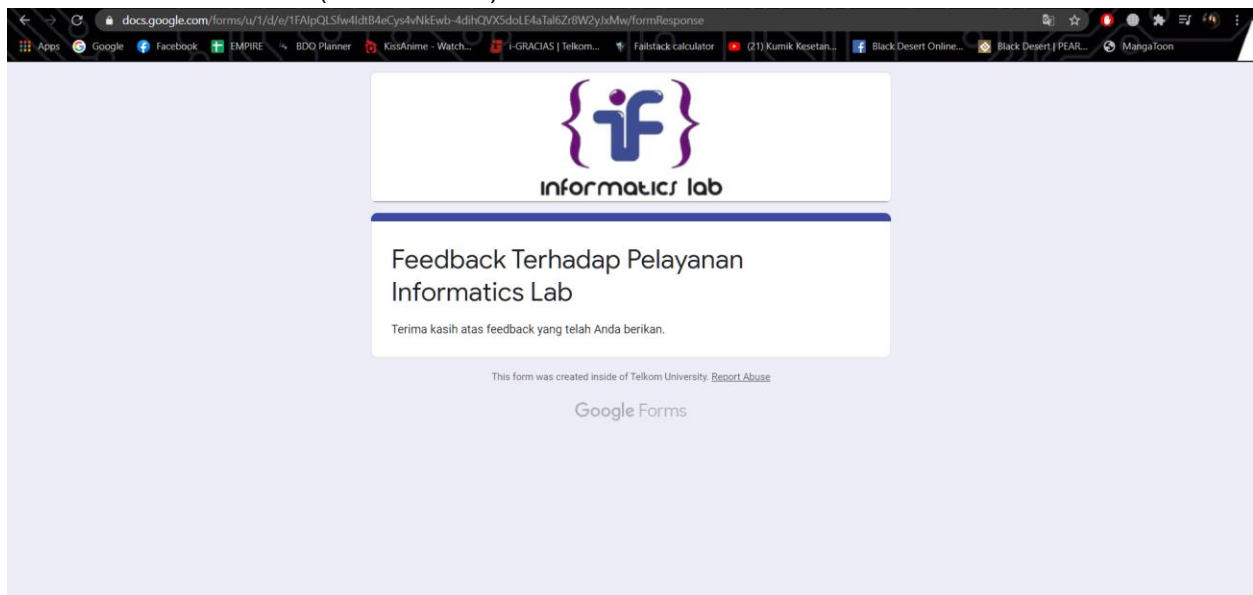 docs.google.com/forms/u/1/d/e/1FAIpQLSfw4IdtB4eCys4vNkEwb-4dihQVX5doLE4aTal6Zr8W2yJxMw/formResponse
Apps Google Facebook EMPIRE BDO Planner KissAnime - Watch... i-GRACIAS | Telkom... Failstack calculator (21) Kumik Kesetan... Black Desert Online... Black Desert | PEAR... MangaToon
{if}
informatics lab
Feedback Terhadap Pelayanan
Informatics Lab
Terima kasih atas feedback yang telah Anda berikan.
This form was created inside of Telkom University. Report Abuse
Google Forms